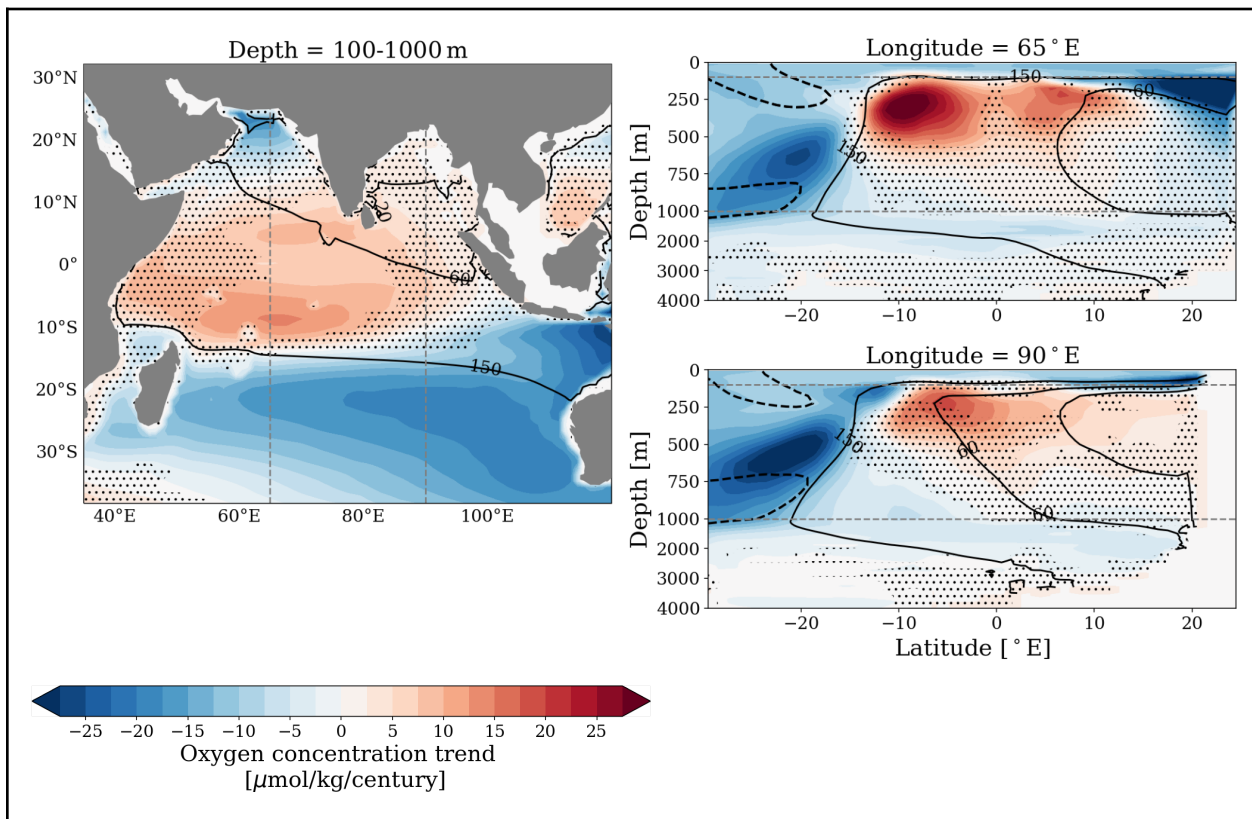 Depth = 100-1000 m
30°N
20°N
10°N
0°
10°S
20°S
30°S
40°E
60°E
80°E
100°E
20
60
150
Longitude = 65°E
Depth [m]
0
250
500
750
1000
2000
3000
4000
−20
−10
0
10
20
150
60
150
Longitude = 90°E
Depth [m]
0
250
500
750
1000
2000
3000
4000
−20
−10
0
10
20
150
60
60
Latitude [°E]
−25
−20
−15
−10
−5
0
5
10
15
20
25
Oxygen concentration trend
[μmol/kg/century]